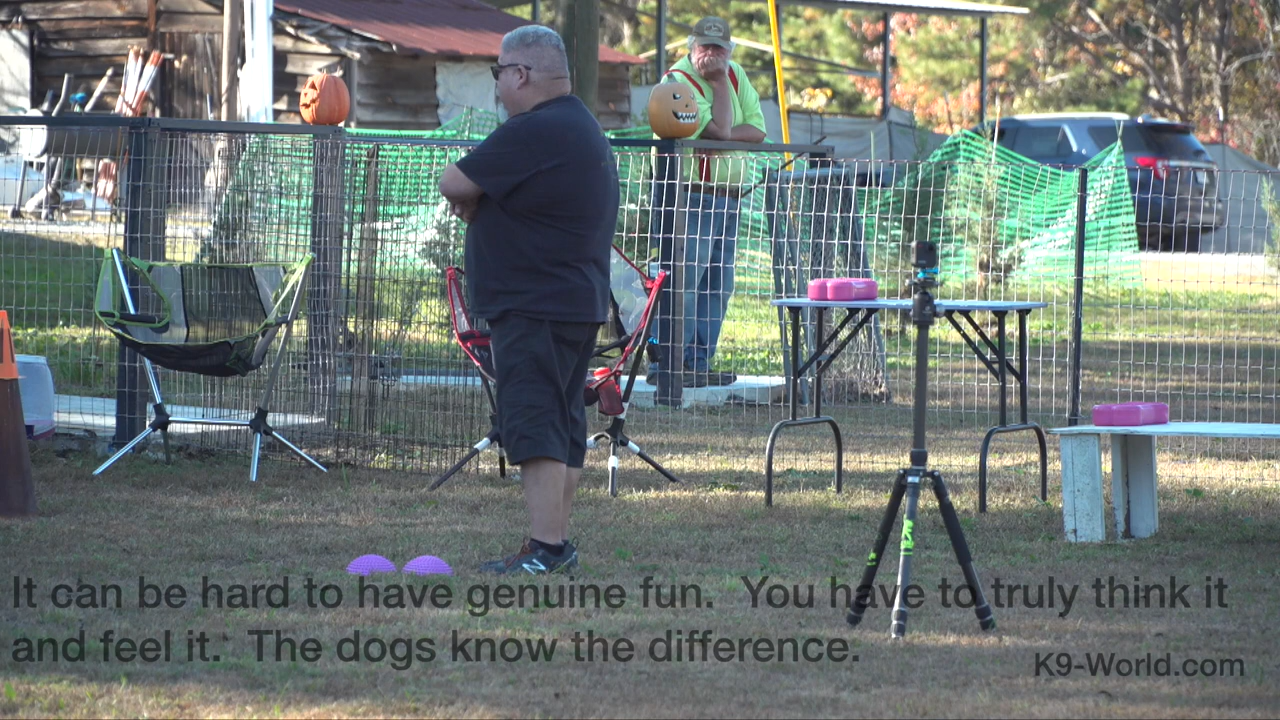 It can be hard to have genuine fun.  You have to truly think it
and feel it.  The dogs know the difference.
K9-World.com